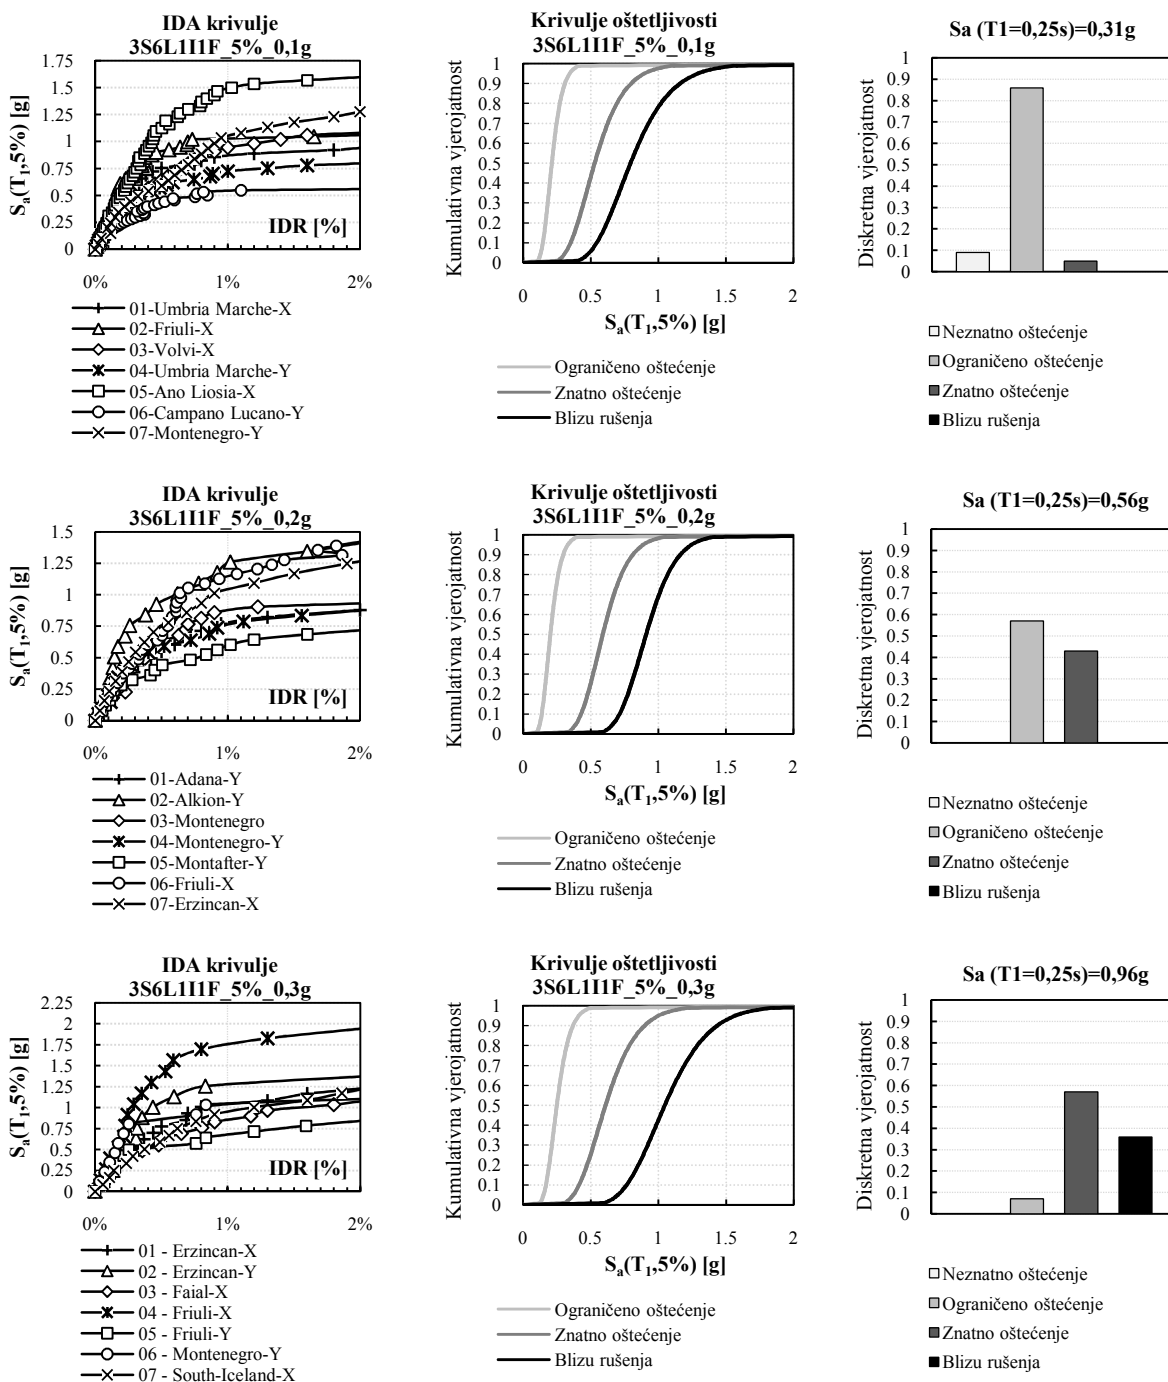 IDA krivulje
3S6L1I1F_5%_0,1g
Sa(T1,5%) [g]
1.75
1.5
1.25
1
0.75
0.5
0.25
0
IDR [%]
0% 1% 2%
01-Umbria Marche-X
02-Friuli-X
03-Volvi-X
04-Umbria Marche-Y
05-Ano Liosia-X
06-Campano Lucano-Y
07-Montenegro-Y
Krivulje oštetljivosti
3S6L1I1F_5%_0,1g
Kumulativna vjerojatnost
1
0.9
0.8
0.7
0.6
0.5
0.4
0.3
0.2
0.1
0
0 0.5 1 1.5 2
Sa(T1,5%) [g]
Ograničeno oštećenje
Znatno oštećenje
Blizu rušenja
Sa (T1=0,25s)=0,31g
Diskretna vjerojatnost
1
0.9
0.8
0.7
0.6
0.5
0.4
0.3
0.2
0.1
0
Neznatno oštećenje
Ograničeno oštećenje
Znatno oštećenje
Blizu rušenja
IDA krivulje
3S6L1I1F_5%_0,2g
Sa(T1,5%) [g]
1.5
1.25
1
0.75
0.5
0.25
0
IDR [%]
0% 1% 2%
01-Adana-Y
02-Alkion-Y
03-Montenegro
04-Montenegro-Y
05-Montafter-Y
06-Friuli-X
07-Erzincan-X
Krivulje oštetljivosti
3S6L1I1F_5%_0,2g
Kumulativna vjerojatnost
1
0.9
0.8
0.7
0.6
0.5
0.4
0.3
0.2
0.1
0
0 0.5 1 1.5 2
Sa(T1,5%) [g]
Ograničeno oštećenje
Znatno oštećenje
Blizu rušenja
Sa (T1=0,25s)=0,56g
Diskretna vjerojatnost
1
0.9
0.8
0.7
0.6
0.5
0.4
0.3
0.2
0.1
0
Neznatno oštećenje
Ograničeno oštećenje
Znatno oštećenje
Blizu rušenja
IDA krivulje
3S6L1I1F_5%_0,3g
Sa(T1,5%) [g]
2.25
2
1.75
1.5
1.25
1
0.75
0.5
0.25
0
IDR [%]
0% 1% 2%
01 - Erzincan-X
02 - Erzincan-Y
03 - Faial-X
04 - Friuli-X
05 - Friuli-Y
06 - Montenegro-Y
07 - South-Iceland-X
Krivulje oštetljivosti
3S6L1I1F_5%_0,3g
Kumulativna vjerojatnost
1
0.9
0.8
0.7
0.6
0.5
0.4
0.3
0.2
0.1
0
0 0.5 1 1.5 2
Sa(T1,5%) [g]
Ograničeno oštećenje
Znatno oštećenje
Blizu rušenja
Sa (T1=0,25s)=0,96g
Diskretna vjerojatnost
1
0.9
0.8
0.7
0.6
0.5
0.4
0.3
0.2
0.1
0
Neznatno oštećenje
Ograničeno oštećenje
Znatno oštećenje
Blizu rušenja